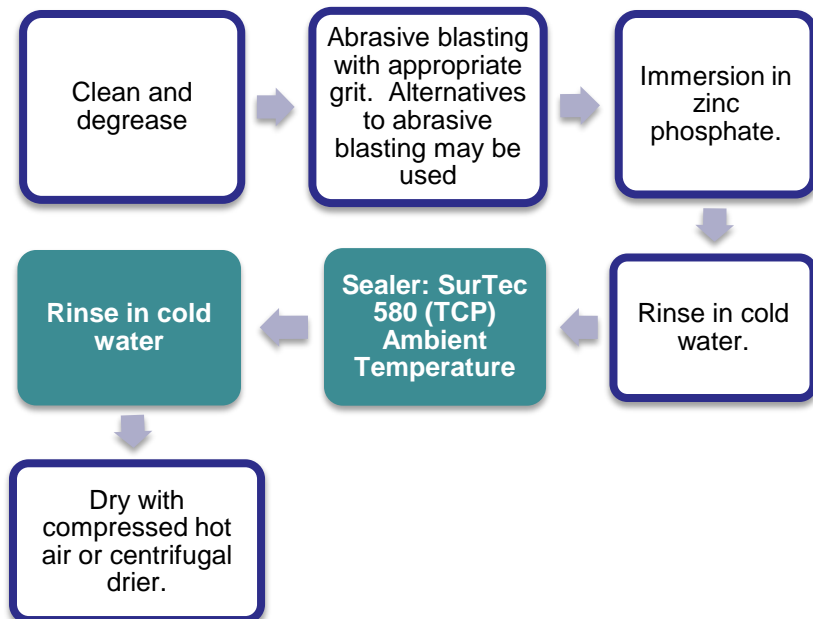 Clean and
degrease
Abrasive blasting
with appropriate
grit.  Alternatives
to abrasive
blasting may be
used
Immersion in
zinc
phosphate.
Rinse in cold
water.
Sealer: SurTec
580 (TCP)
Ambient
Temperature
Rinse in cold
water
Dry with
compressed hot
air or centrifugal
drier.